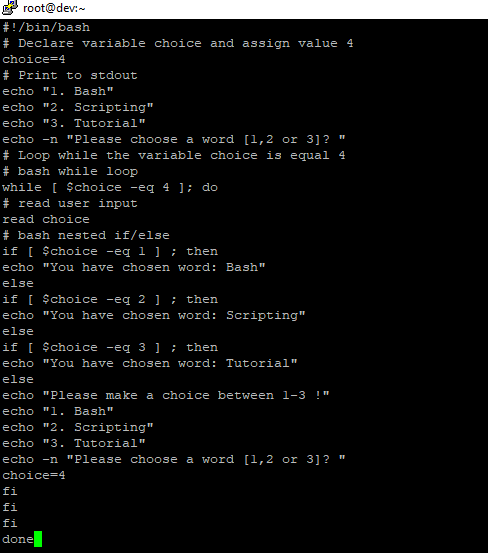 root@dev:~
#!/bin/bash
# Declare variable choice and assign value 4
choice=4
# Print to stdout
echo "1. Bash"
echo "2. Scripting"
echo "3. Tutorial"
echo -n "Please choose a word [1,2 or 3]? "
# Loop while the variable choice is equal 4
# bash while loop
while [ $choice -eq 4 ]; do
# read user input
read choice
# bash nested if/else
if [ $choice -eq 1 ] ; then
echo "You have chosen word: Bash"
else
if [ $choice -eq 2 ] ; then
echo "You have chosen word: Scripting"
else
if [ $choice -eq 3 ] ; then
echo "You have chosen word: Tutorial"
else
echo "Please make a choice between 1-3 !"
echo "1. Bash"
echo "2. Scripting"
echo "3. Tutorial"
echo -n "Please choose a word [1,2 or 3]? "
choice=4
fi
fi
fi
done